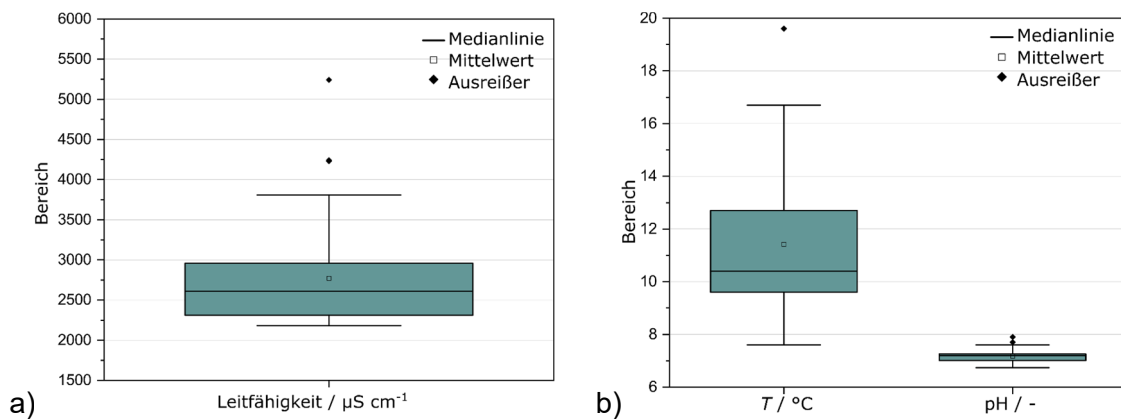 6000
5500
5000
4500
4000
3500
3000
2500
2000
1500
Bereich
Medianlinie
Mittelwert
Ausreißer
Leitfähigkeit / µS cm⁻¹
a)
20
18
16
14
12
10
8
6
Bereich
Medianlinie
Mittelwert
Ausreißer
T / °C
pH / -
b)